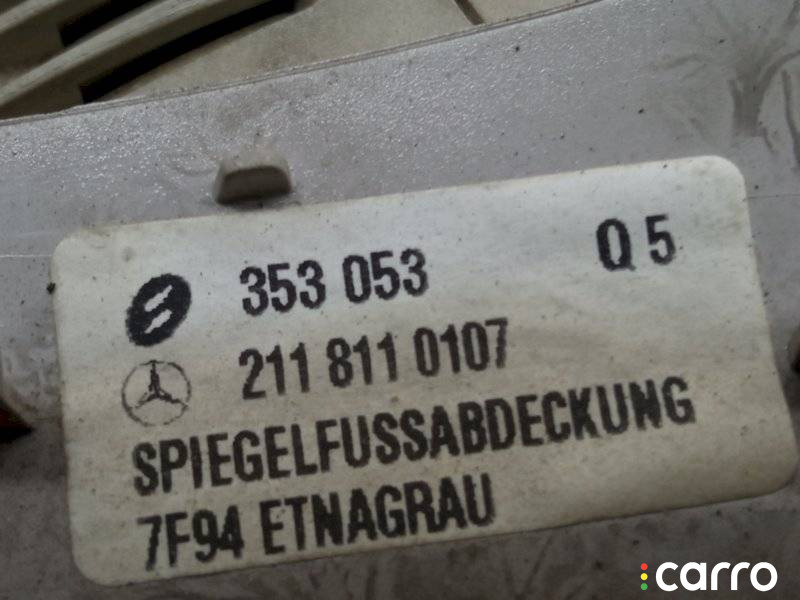 353 053 Q 5
211 811 0107
SPIEGELFUSSABDECKUNG
7F94 ETNAGRAU
carro